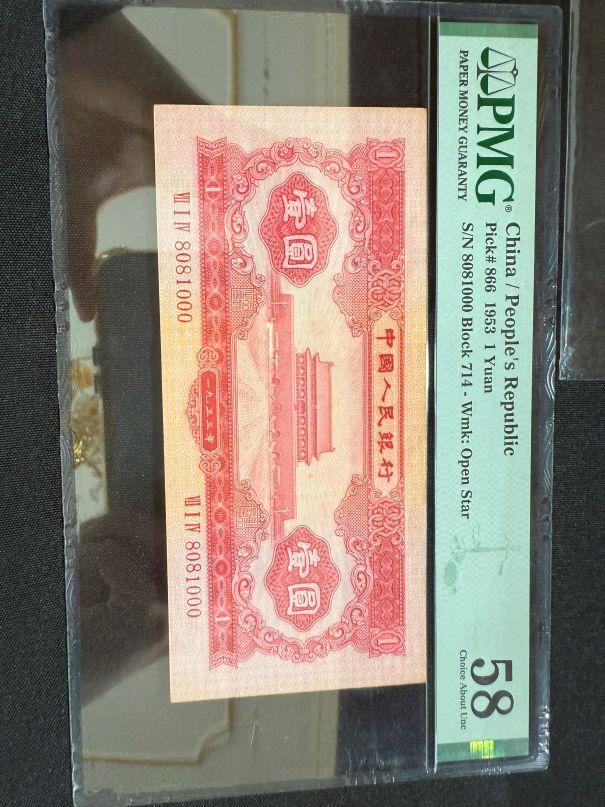 PMG®
PAPER MONEY GUARANTY
China / People's Republic
Pick# 866 1953 1 Yuan
S/N 8081000 Block 714 - Wmk: Open Star
58
Choice About Unc
1
1
中國人民銀行
壹圓
壹圓
1
一九五三年
1
VII I IV 8081000
VII I IV 8081000